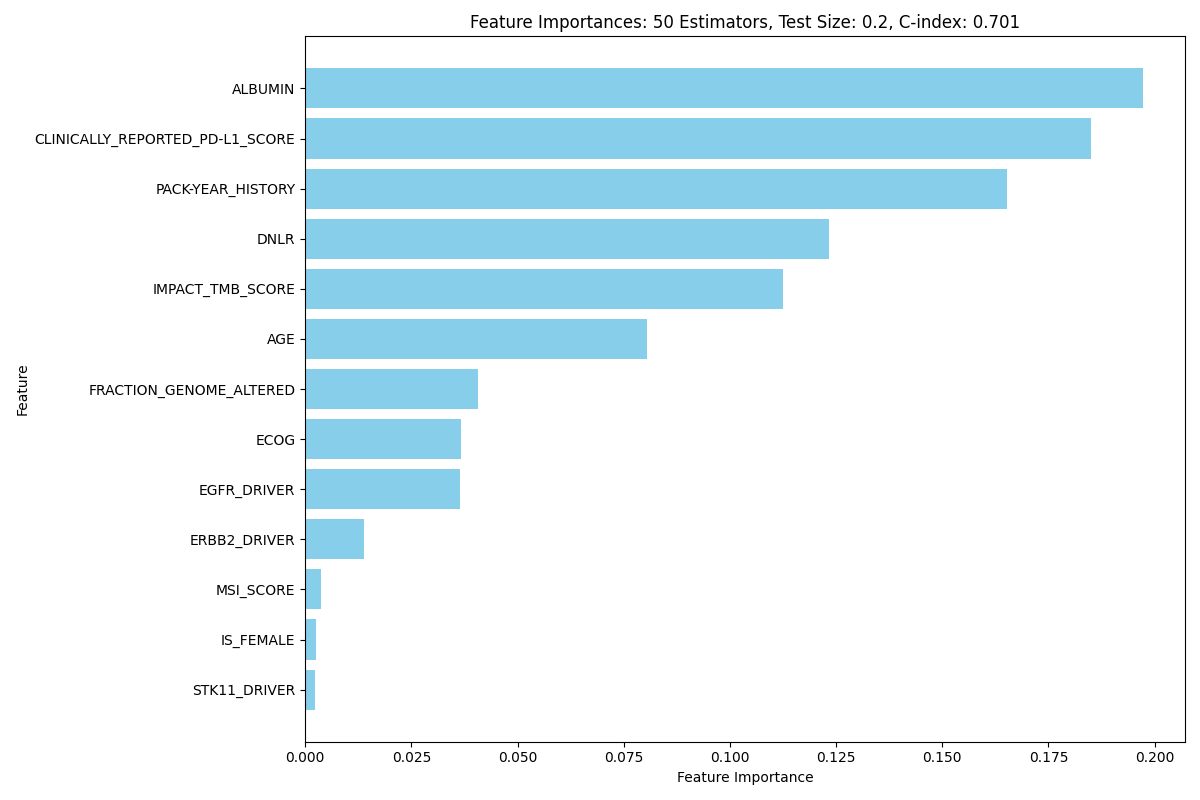 Feature Importances: 50 Estimators, Test Size: 0.2, C-index: 0.701
ALBUMIN
CLINICALLY_REPORTED_PD-L1_SCORE
PACK-YEAR_HISTORY
DNLR
IMPACT_TMB_SCORE
AGE
FRACTION_GENOME_ALTERED
ECOG
EGFR_DRIVER
ERBB2_DRIVER
MSI_SCORE
IS_FEMALE
STK11_DRIVER
Feature
0.000 0.025 0.050 0.075 0.100 0.125 0.150 0.175 0.200
Feature Importance